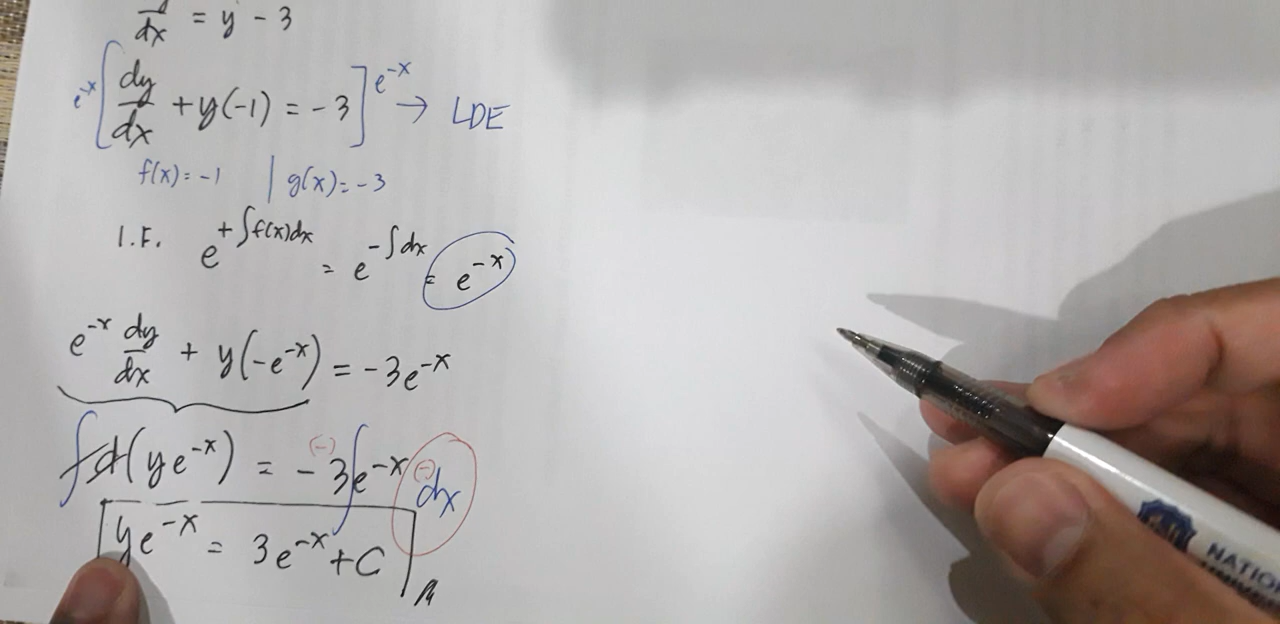 dy/dx = y - 3
e^-x [dy/dx + y(-1) = -3] e^-x → LDE
f(x) = -1 | g(x) = -3
I.F. e^+∫f(x)dx = e^-∫dx = e^-x
e^-x dy/dx + y(-e^-x) = -3e^-x
∫d(ye^-x) = (-) -3∫e^-x (-) dx
ye^-x = 3e^-x + C